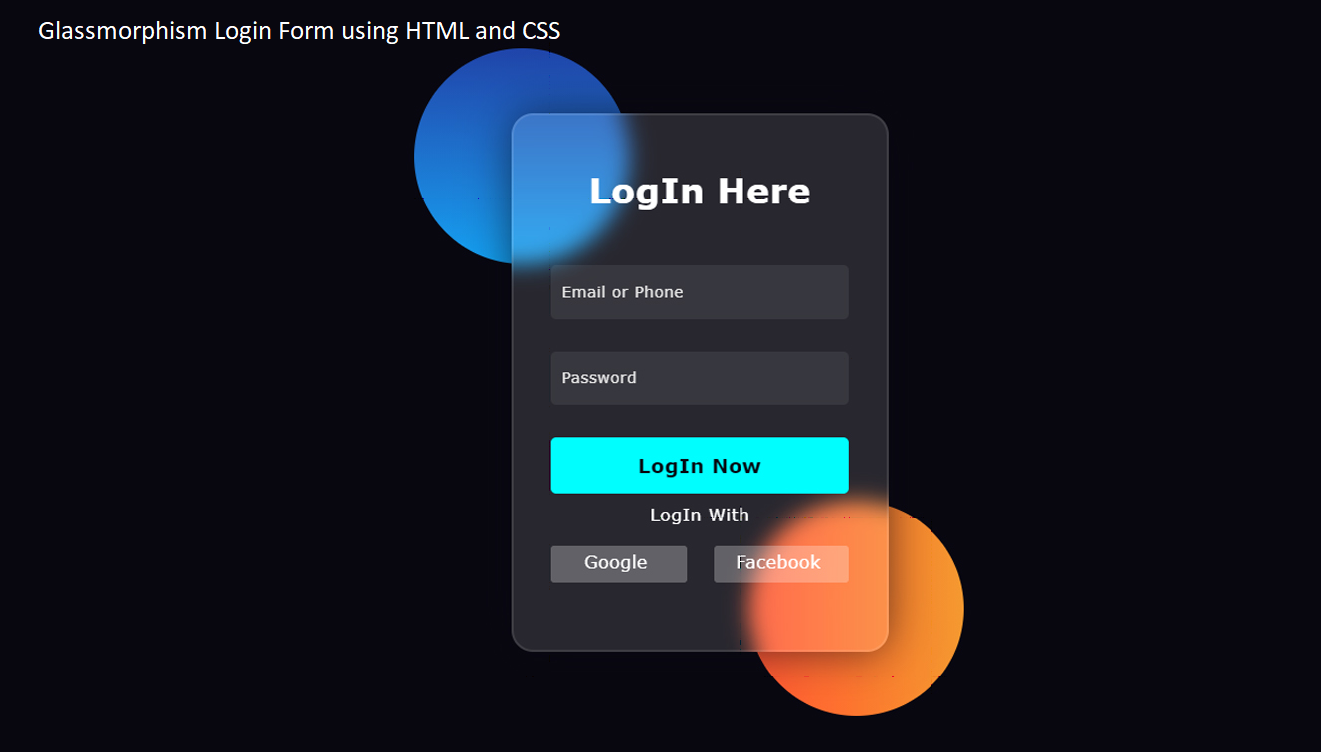 Glassmorphism Login Form using HTML and CSS
LogIn Here
Email or Phone
Password
LogIn Now
LogIn With
Google Facebook